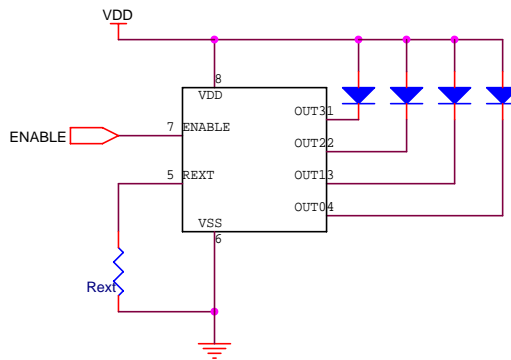 VDD
8
VDD
OUT31
7 ENABLE
ENABLE
OUT22
5 REXT
OUT13
OUT04
VSS
6
Rext